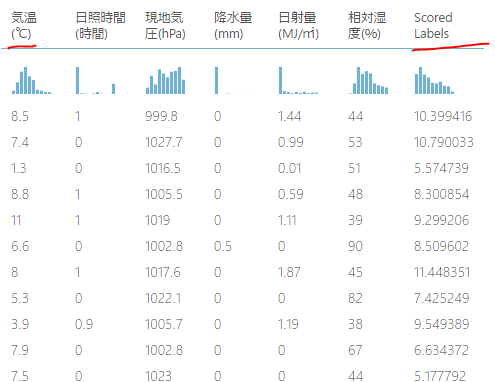 気温 日照時間 現地気 降水量 日射量 相対湿 Scored
(℃) (時間) 圧(hPa) (mm) (MJ/㎡) 度(%) Labels
8.5 1 999.8 0 1.44 44 10.399416
7.4 0 1027.7 0 0.99 53 10.790033
1.3 0 1016.5 0 0.01 51 5.574739
8.8 1 1005.5 0 0.59 48 8.300854
11 1 1019 0 1.11 39 9.299206
6.6 0 1002.8 0.5 0 90 8.509602
8 1 1017.6 0 1.87 45 11.448351
5.3 0 1022.1 0 0 82 7.425249
3.9 0.9 1005.7 0 1.19 38 9.549389
7.9 0 1002.8 0 0 67 6.634372
7.5 0 1023 0 0 44 5.177792